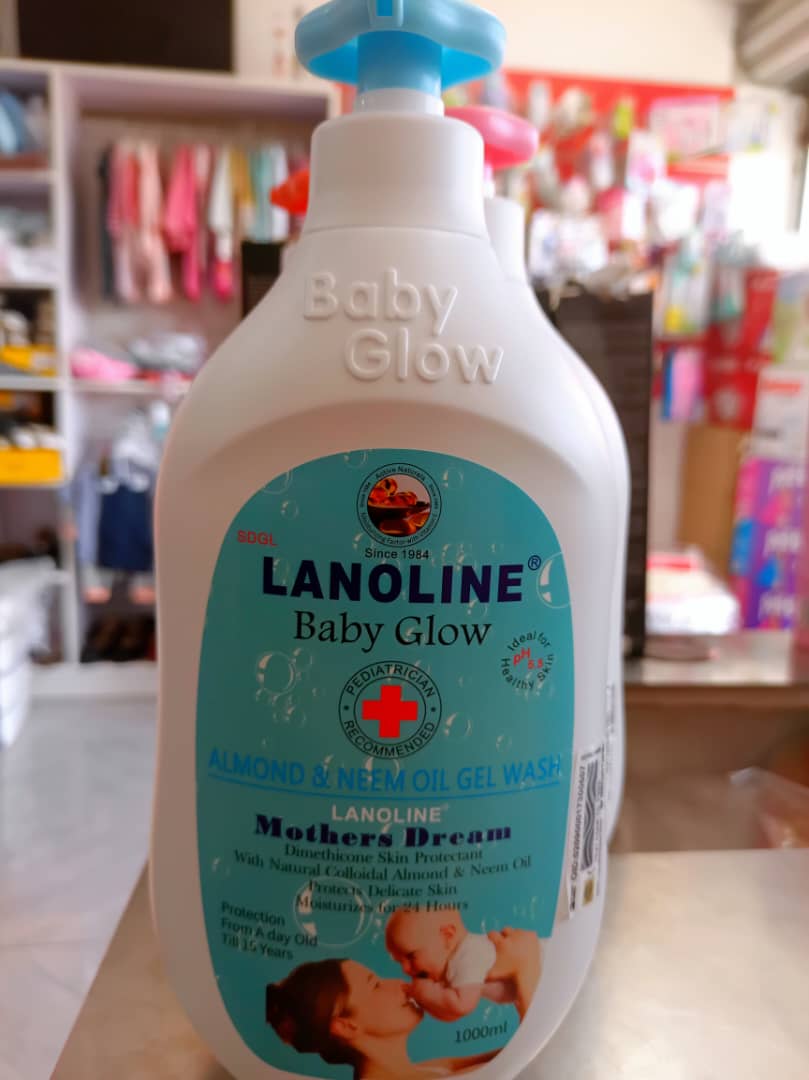 Baby
Glow
Active Naturals
Since 1984
SDGL
LANOLINE®
Baby Glow
Ideal for
pH 5.5
Healthy Skin
PEDIATRICIAN
RECOMMENDED
ALMOND & NEEM OIL GEL WASH
LANOLINE
Mothers Dream
Dimethicone Skin Protectant
With Natural Colloidal Almond & Neem Oil
Protects Delicate Skin
Moisturizes for 24 Hours
Protection
From A day Old
Till 15 Years
1000ml